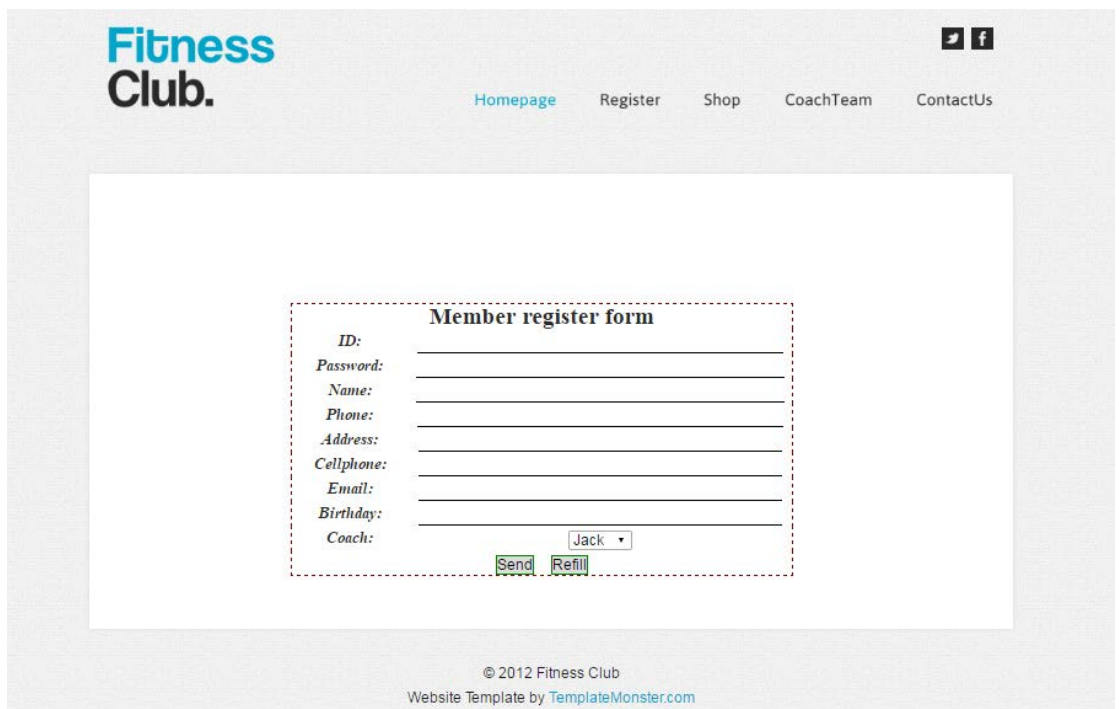 Fitness
Club.
Homepage Register Shop CoachTeam ContactUs
Member register form
ID:
Password:
Name:
Phone:
Address:
Cellphone:
Email:
Birthday:
Coach: Jack
Send Refill
© 2012 Fitness Club
Website Template by TemplateMonster.com